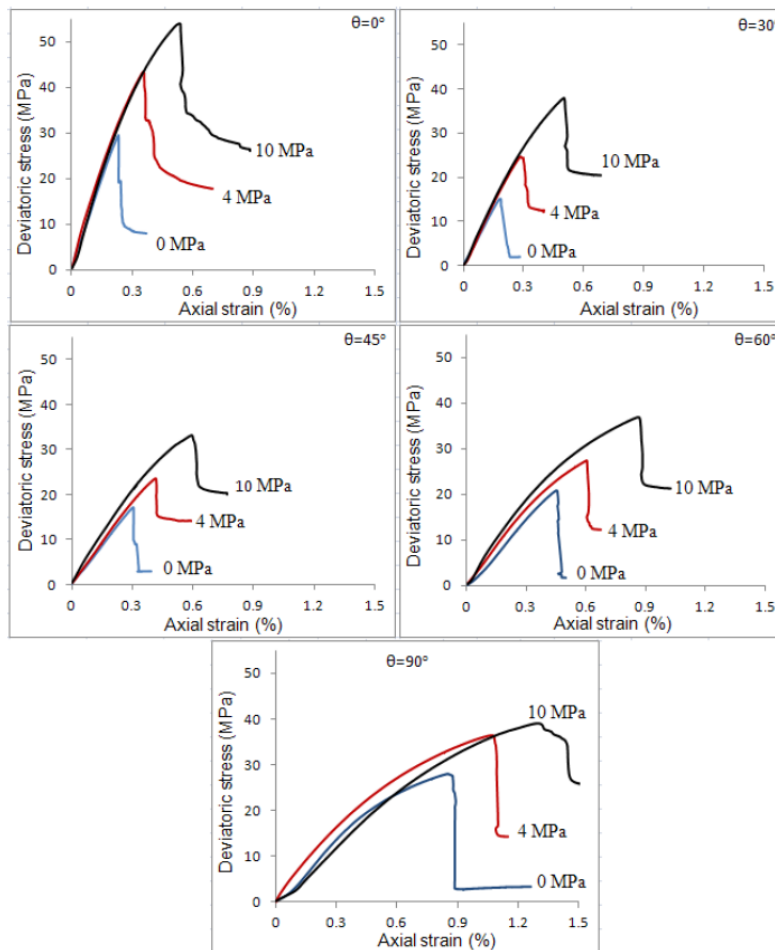 θ=0°
50
40
30
20
10
0
Deviatoric stress (MPa)
10 MPa
4 MPa
0 MPa
0 0.3 0.6 0.9 1.2 1.5
Axial strain (%)
θ=30°
50
40
30
20
10
0
Deviatoric stress (MPa)
10 MPa
4 MPa
0 MPa
0 0.3 0.6 0.9 1.2 1.5
Axial strain (%)
θ=45°
50
40
30
20
10
0
Deviatoric stress (MPa)
10 MPa
4 MPa
0 MPa
0 0.3 0.6 0.9 1.2 1.5
Axial strain (%)
θ=60°
50
40
30
20
10
0
Deviatoric stress (MPa)
10 MPa
4 MPa
0 MPa
0 0.3 0.6 0.9 1.2 1.5
Axial strain (%)
θ=90°
50
40
30
20
10
0
Deviatoric stress (MPa)
10 MPa
4 MPa
0 MPa
0 0.3 0.6 0.9 1.2 1.5
Axial strain (%)